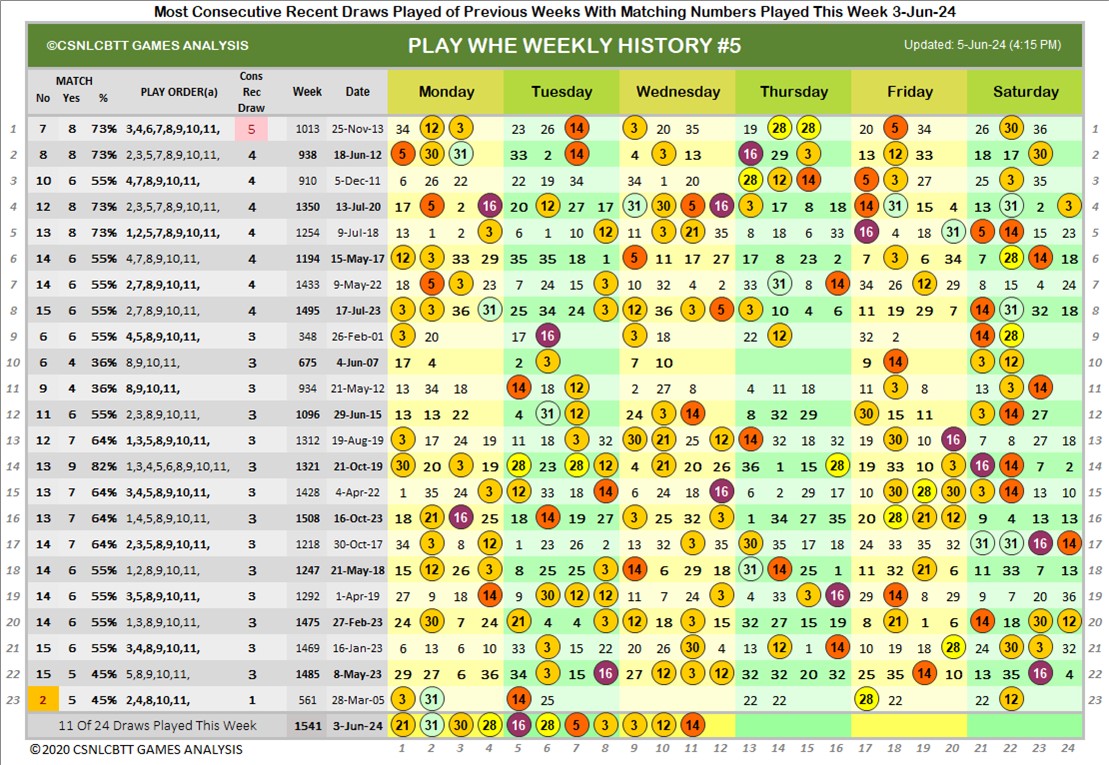 Most Consecutive Recent Draws Played of Previous Weeks With Matching Numbers Played This Week 3-Jun-24
©CSNLCBTT GAMES ANALYSIS PLAY WHE WEEKLY HISTORY #5 Updated: 5-Jun-24 (4:15 PM)
MATCH Cons
No Yes % PLAY ORDER(a) Rec Week Date Monday Tuesday Wednesday Thursday Friday Saturday
Draw
1 7 8 73% 3,4,6,7,8,9,10,11, 5 1013 25-Nov-13 34 12 3 23 26 14 3 20 35 19 28 28 20 5 34 26 30 36 1
2 8 8 73% 2,3,5,7,8,9,10,11, 4 938 18-Jun-12 5 30 31 33 2 14 4 3 13 16 29 3 13 12 33 18 17 30 2
3 10 6 55% 4,7,8,9,10,11, 4 910 5-Dec-11 6 26 22 22 19 34 34 1 20 28 12 14 5 3 27 25 3 35 3
4 12 8 73% 2,3,5,7,8,9,10,11, 4 1350 13-Jul-20 17 5 2 16 20 12 27 17 31 30 5 12 16 3 17 8 18 14 31 15 4 13 31 2 3 4
5 13 8 73% 1,2,5,7,8,9,10,11, 4 1254 9-Jul-18 13 1 2 3 6 1 10 12 11 3 21 35 8 18 6 33 16 4 18 31 5 14 15 23 5
6 14 6 55% 4,7,8,9,10,11, 4 1194 15-May-17 12 3 33 29 35 35 18 1 5 11 17 27 17 8 23 2 7 3 6 34 7 28 14 18 6
7 14 6 55% 2,7,8,9,10,11, 4 1433 9-May-22 18 5 3 23 7 24 15 3 10 32 4 2 33 31 8 14 34 26 12 29 8 15 4 24 7
8 15 6 55% 2,7,8,9,10,11, 4 1495 17-Jul-23 3 3 36 31 25 34 24 3 12 36 3 5 3 10 4 6 11 19 29 7 14 31 32 18 8
9 6 6 55% 4,5,8,9,10,11, 3 348 26-Feb-01 3 20 17 16 3 18 22 12 32 2 14 28 9
10 6 4 36% 8,9,10,11, 3 675 4-Jun-07 17 4 2 3 7 10 9 14 3 12 10
11 9 4 36% 8,9,10,11, 3 934 21-May-12 13 34 18 14 18 12 2 27 8 4 11 18 11 3 8 13 3 14 11
12 11 6 55% 2,3,8,9,10,11, 3 1096 29-Jun-15 13 13 22 4 31 12 24 3 14 8 32 29 30 15 11 3 14 27 12
13 12 7 64% 1,3,5,8,9,10,11, 3 1312 19-Aug-19 3 17 24 19 11 18 3 32 30 21 25 12 14 32 18 32 19 30 10 16 7 8 27 18 13
14 13 9 82% 1,3,4,5,6,8,9,10,11, 3 1321 21-Oct-19 30 20 3 19 28 23 28 12 4 21 20 26 36 1 15 28 19 33 10 3 16 14 7 2 14
15 13 7 64% 3,4,5,8,9,10,11, 3 1428 4-Apr-22 1 35 24 3 12 33 18 14 6 24 18 16 6 2 29 17 10 30 28 30 3 14 13 10 15
16 13 7 64% 1,4,5,8,9,10,11, 3 1508 16-Oct-23 18 21 16 25 18 14 19 27 3 25 32 3 1 34 27 35 20 28 21 12 9 4 13 13 16
17 14 7 64% 2,3,5,8,9,10,11, 3 1218 30-Oct-17 34 3 8 12 1 23 26 2 13 32 3 35 30 35 17 18 24 33 35 32 31 31 16 14 17
18 14 6 55% 1,2,8,9,10,11, 3 1247 21-May-18 15 12 26 3 8 25 25 3 14 6 29 18 31 14 25 1 11 32 21 6 11 33 7 13 18
19 14 6 55% 3,5,8,9,10,11, 3 1292 1-Apr-19 27 9 18 14 9 30 12 12 11 7 24 3 4 33 3 16 19 14 8 29 9 7 20 36 19
20 14 6 55% 1,3,8,9,10,11, 3 1475 27-Feb-23 24 30 7 24 21 4 4 3 12 18 3 15 32 27 15 19 8 21 1 6 14 18 30 12 20
21 15 6 55% 3,4,8,9,10,11, 3 1469 16-Jan-23 34 13 6 10 33 3 15 22 20 26 30 4 13 12 1 14 10 19 18 28 24 30 3 32 21
22 15 5 45% 5,8,9,10,11, 3 1485 8-May-23 29 27 6 36 34 3 15 16 27 12 3 12 32 32 20 32 25 35 14 10 13 35 16 4 22
23 2 5 45% 2,4,8,10,11, 1 561 28-Mar-05 3 31 14 25 22 22 28 22 22 12 23
11 Of 24 Draws Played This Week 1541 3-Jun-24 21 31 30 28 16 28 5 3 3 12 14
© 2020 CSNLCBTT GAMES ANALYSIS 1 2 3 4 5 6 7 8 9 10 11 12 13 14 15 16 17 18 19 20 21 22 23 24